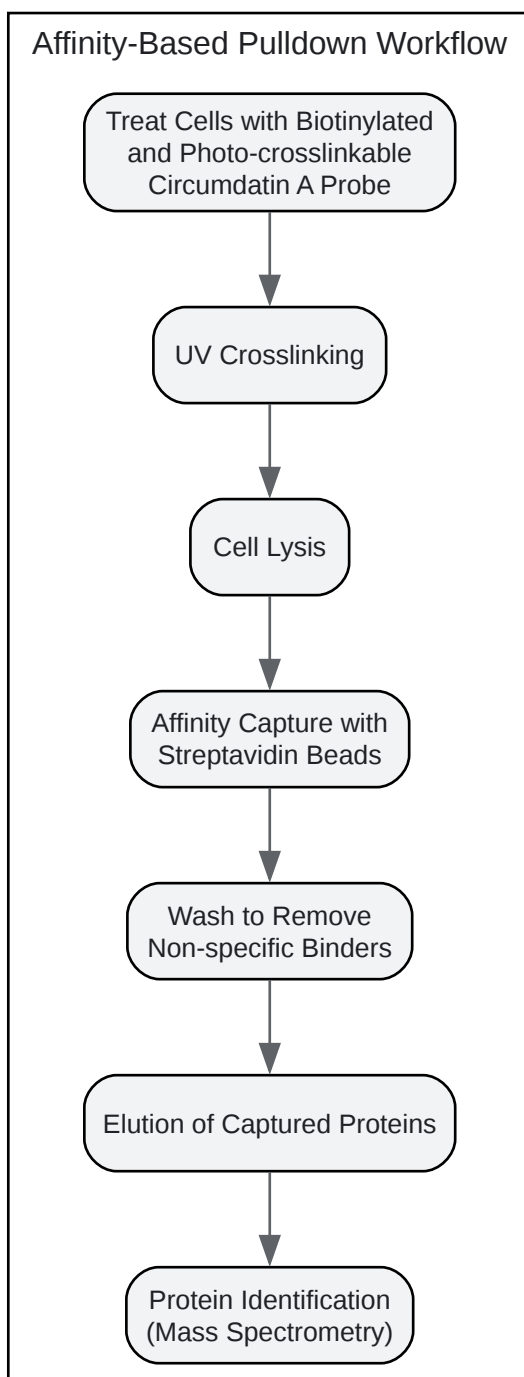 Affinity-Based Pulldown Workflow
Treat Cells with Biotinylated
and Photo-crosslinkable
Circumdatin A Probe
UV Crosslinking
Cell Lysis
Affinity Capture with
Streptavidin Beads
Wash to Remove
Non-specific Binders
Elution of Captured Proteins
Protein Identification
(Mass Spectrometry)